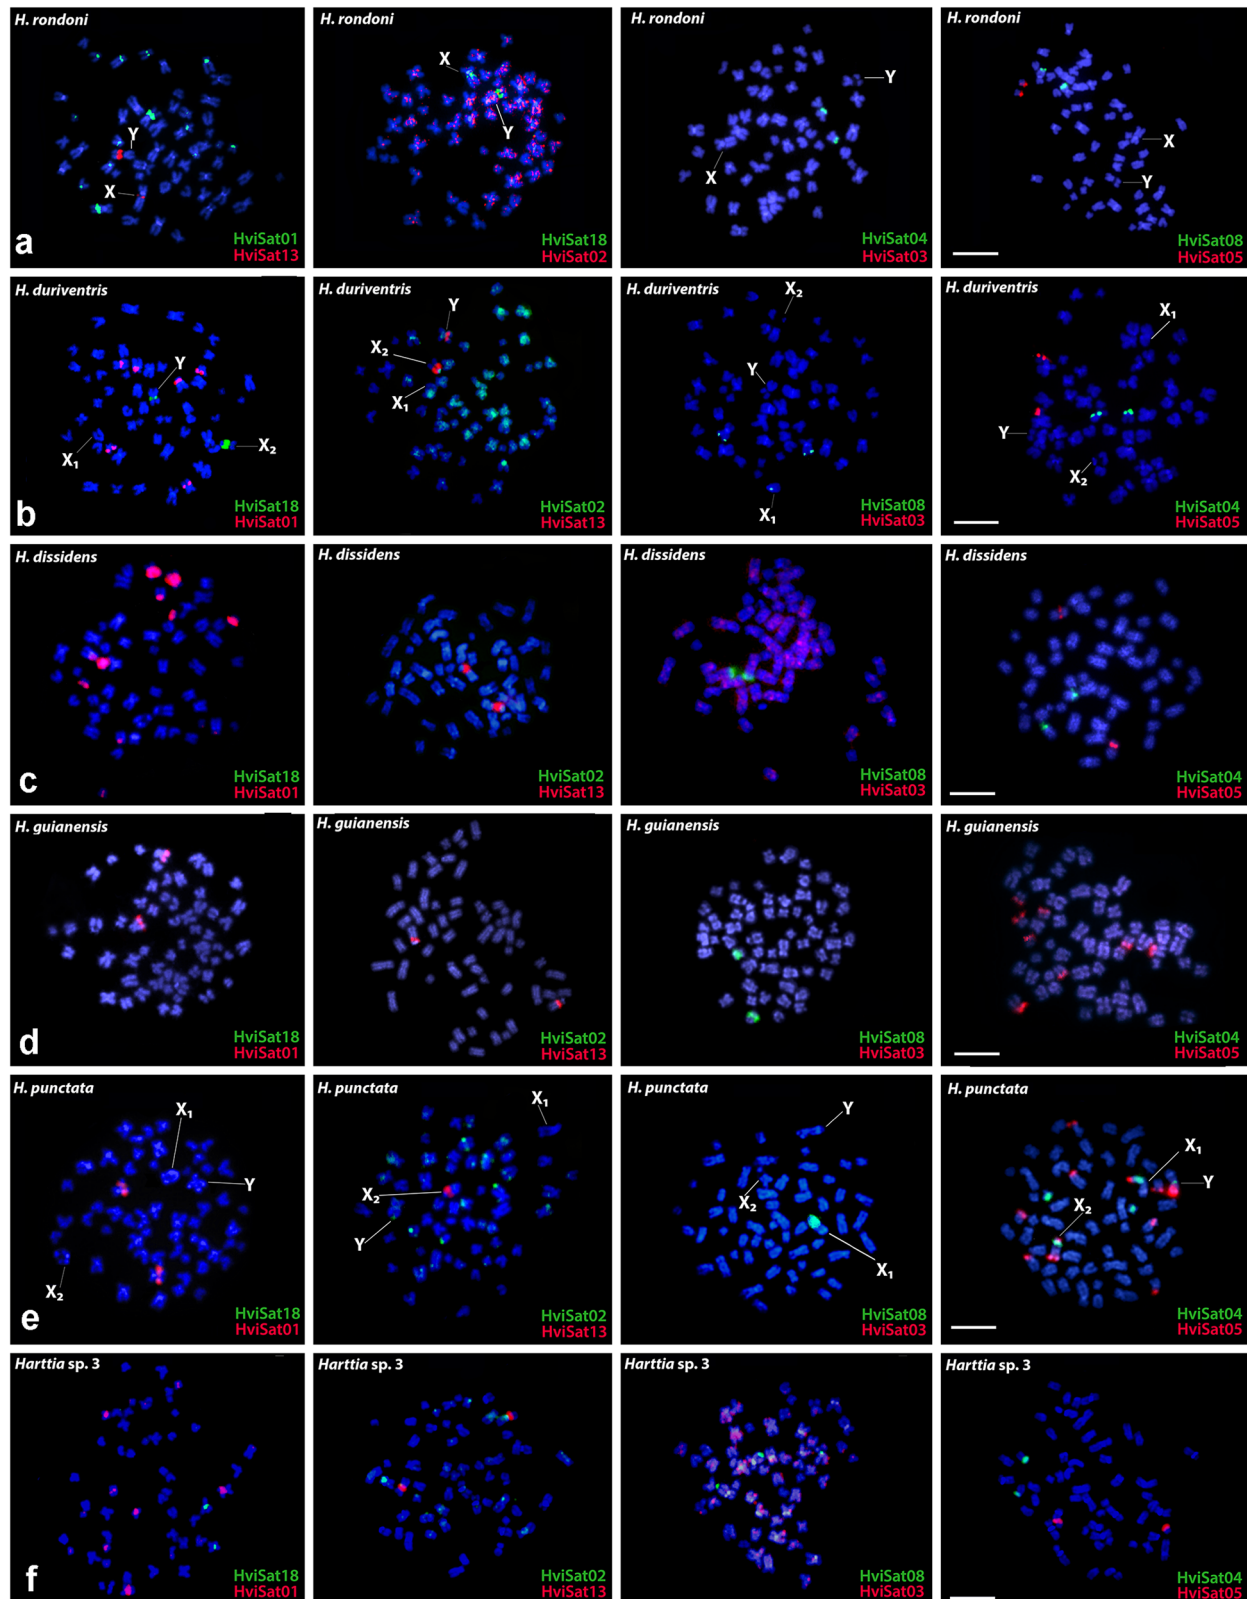 H. rondoni
Y
X
HviSat01
HviSat13
a
H. rondoni
X
Y
HviSat18
HviSat02
H. rondoni
Y
X
HviSat04
HviSat03
H. rondoni
X
Y
HviSat08
HviSat05
H. duriventris
Y
X₁
X₂
HviSat18
HviSat01
b
H. duriventris
Y
X₂
X₁
HviSat02
HviSat13
H. duriventris
X₂
Y
X₁
HviSat08
HviSat03
H. duriventris
X₁
Y
X₂
HviSat04
HviSat05
H. dissidens
HviSat18
HviSat01
c
H. dissidens
HviSat02
HviSat13
H. dissidens
HviSat08
HviSat03
H. dissidens
HviSat04
HviSat05
H. guianensis
HviSat18
HviSat01
d
H. guianensis
HviSat02
HviSat13
H. guianensis
HviSat08
HviSat03
H. guianensis
HviSat04
HviSat05
H. punctata
X₁
Y
X₂
HviSat18
HviSat01
e
H. punctata
X₁
X₂
Y
HviSat02
HviSat13
H. punctata
Y
X₂
X₁
HviSat08
HviSat03
H. punctata
X₁
Y
X₂
HviSat04
HviSat05
Harttia sp. 3
HviSat18
HviSat01
f
Harttia sp. 3
HviSat02
HviSat13
Harttia sp. 3
HviSat08
HviSat03
Harttia sp. 3
HviSat04
HviSat05